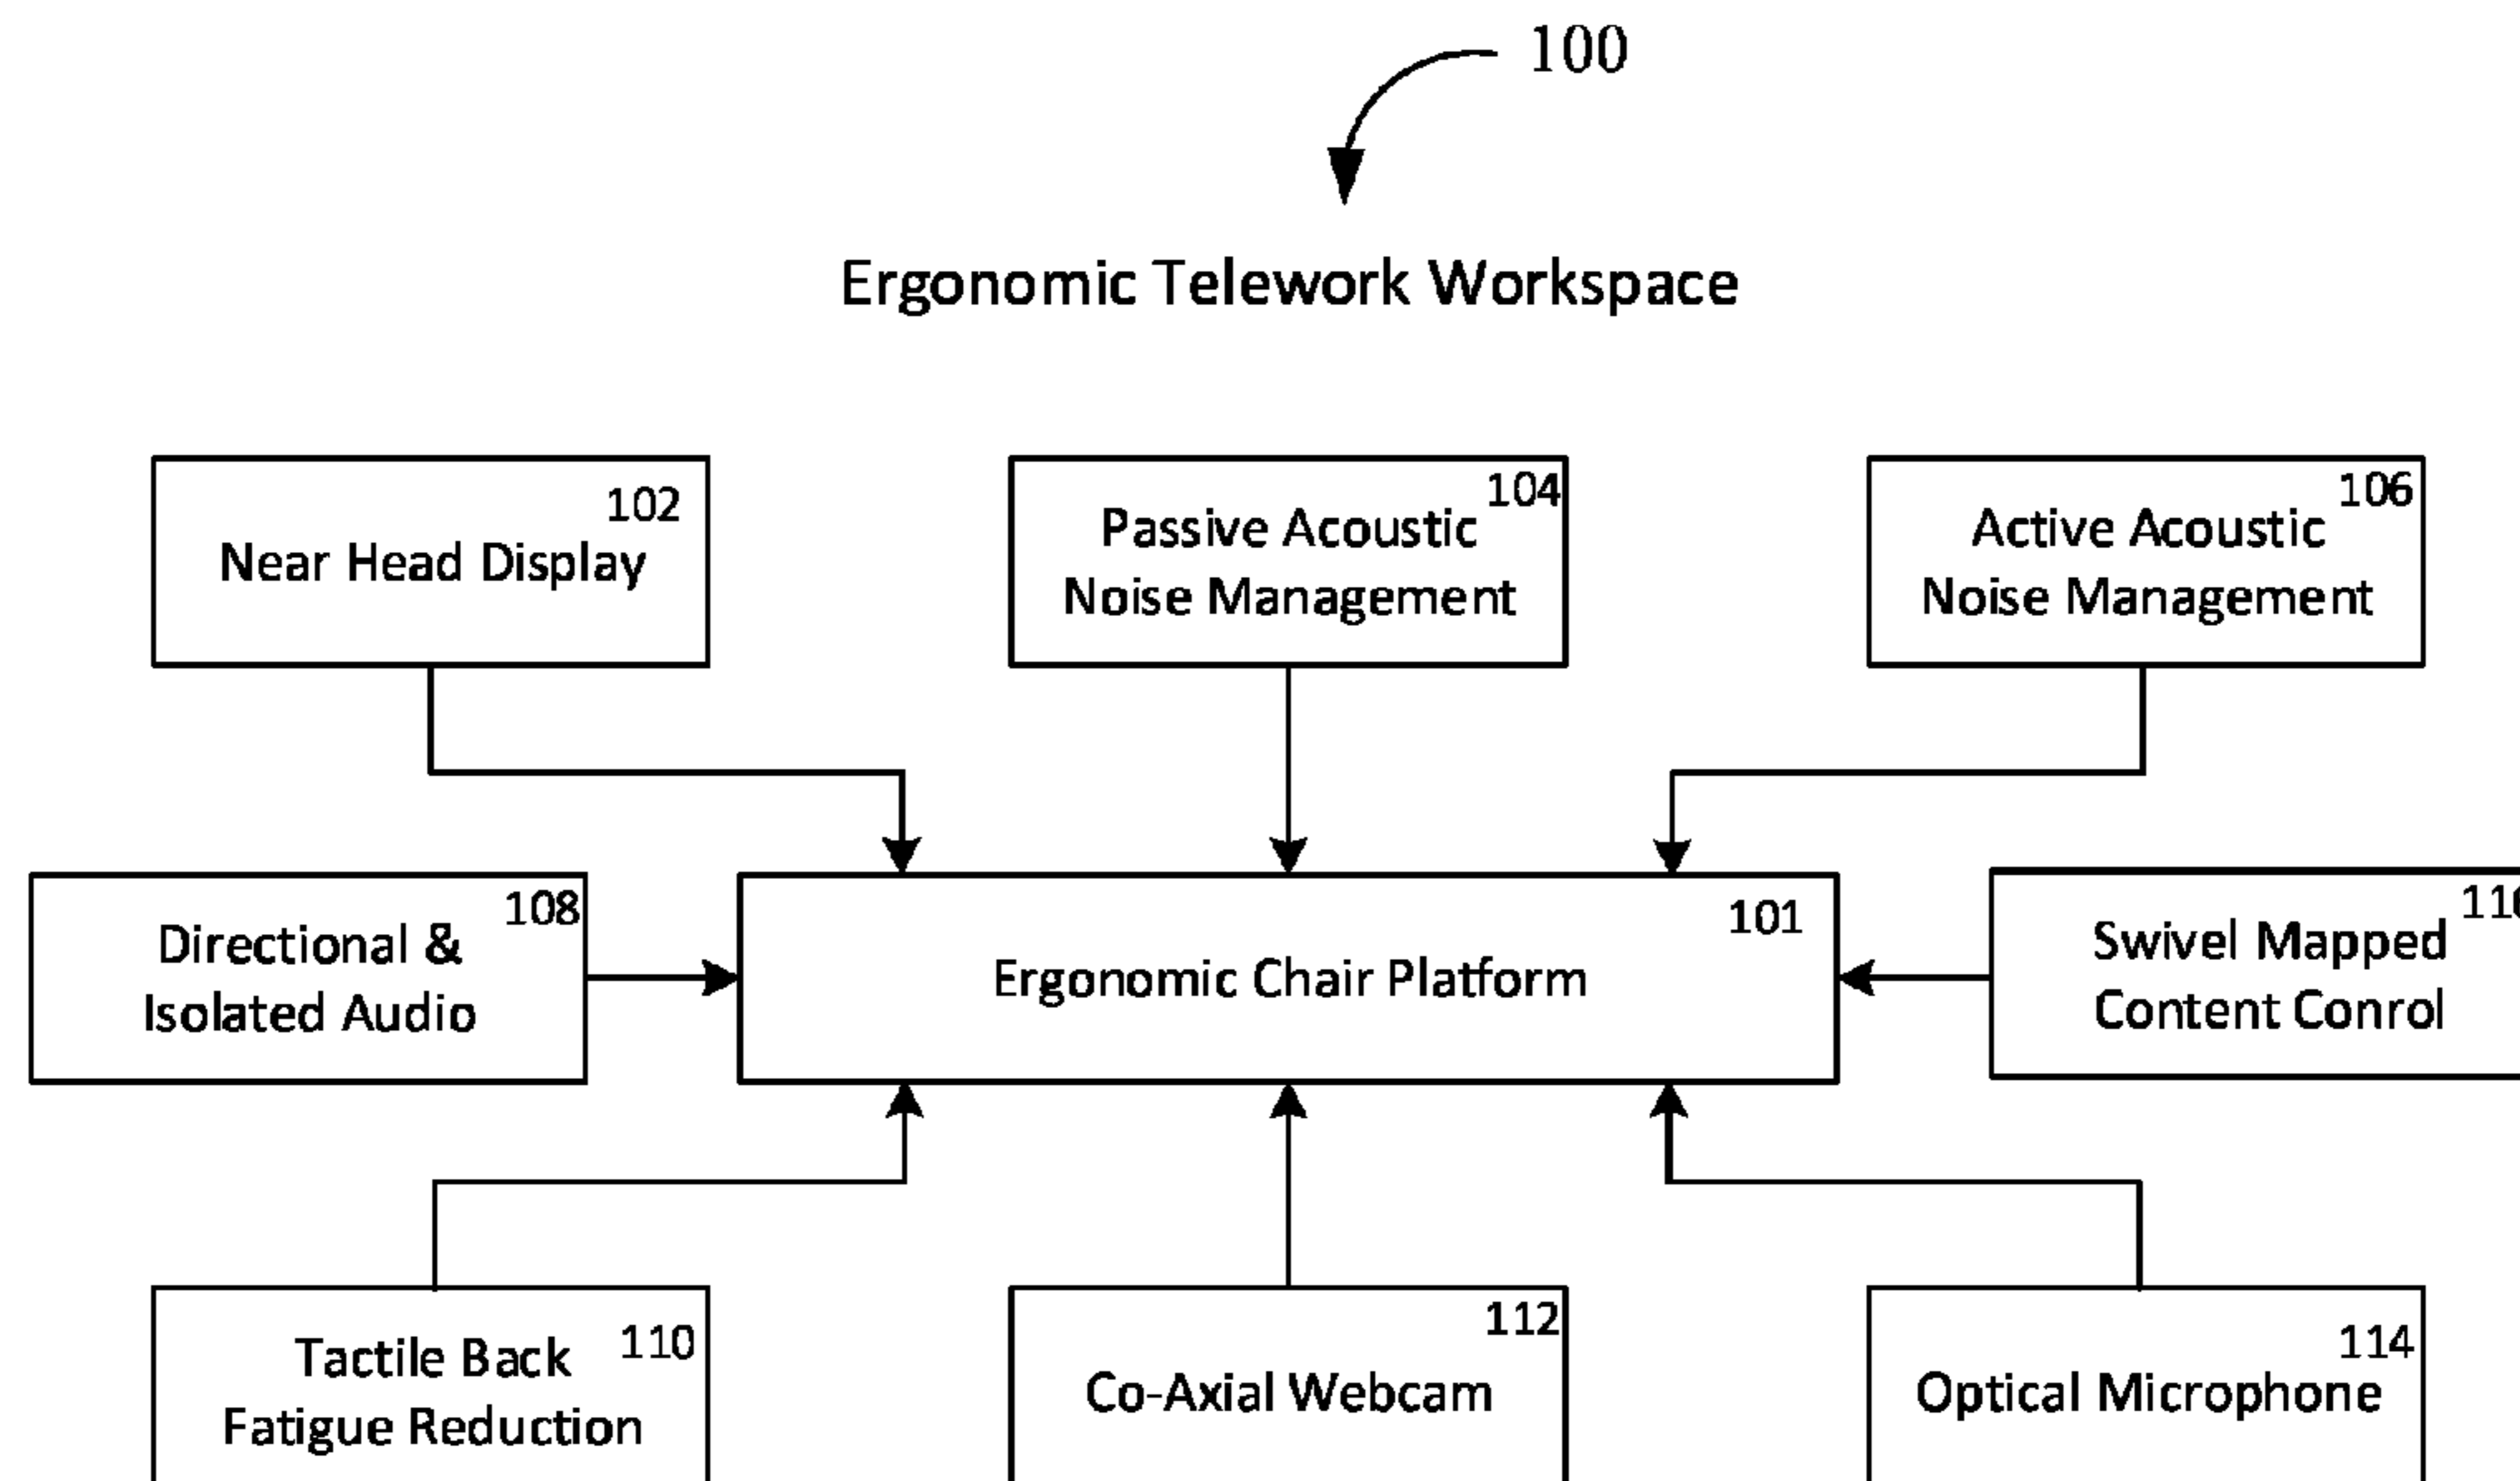 100
Ergonomic Telework Workspace
102
Near Head Display
104
Passive Acoustic
Noise Management
106
Active Acoustic
Noise Management
108
Directional &
Isolated Audio
101
Ergonomic Chair Platform
Swivel Mapped
Content Conrol
110
Tactile Back
Fatigue Reduction
112
Co-Axial Webcam
114
Optical Microphone